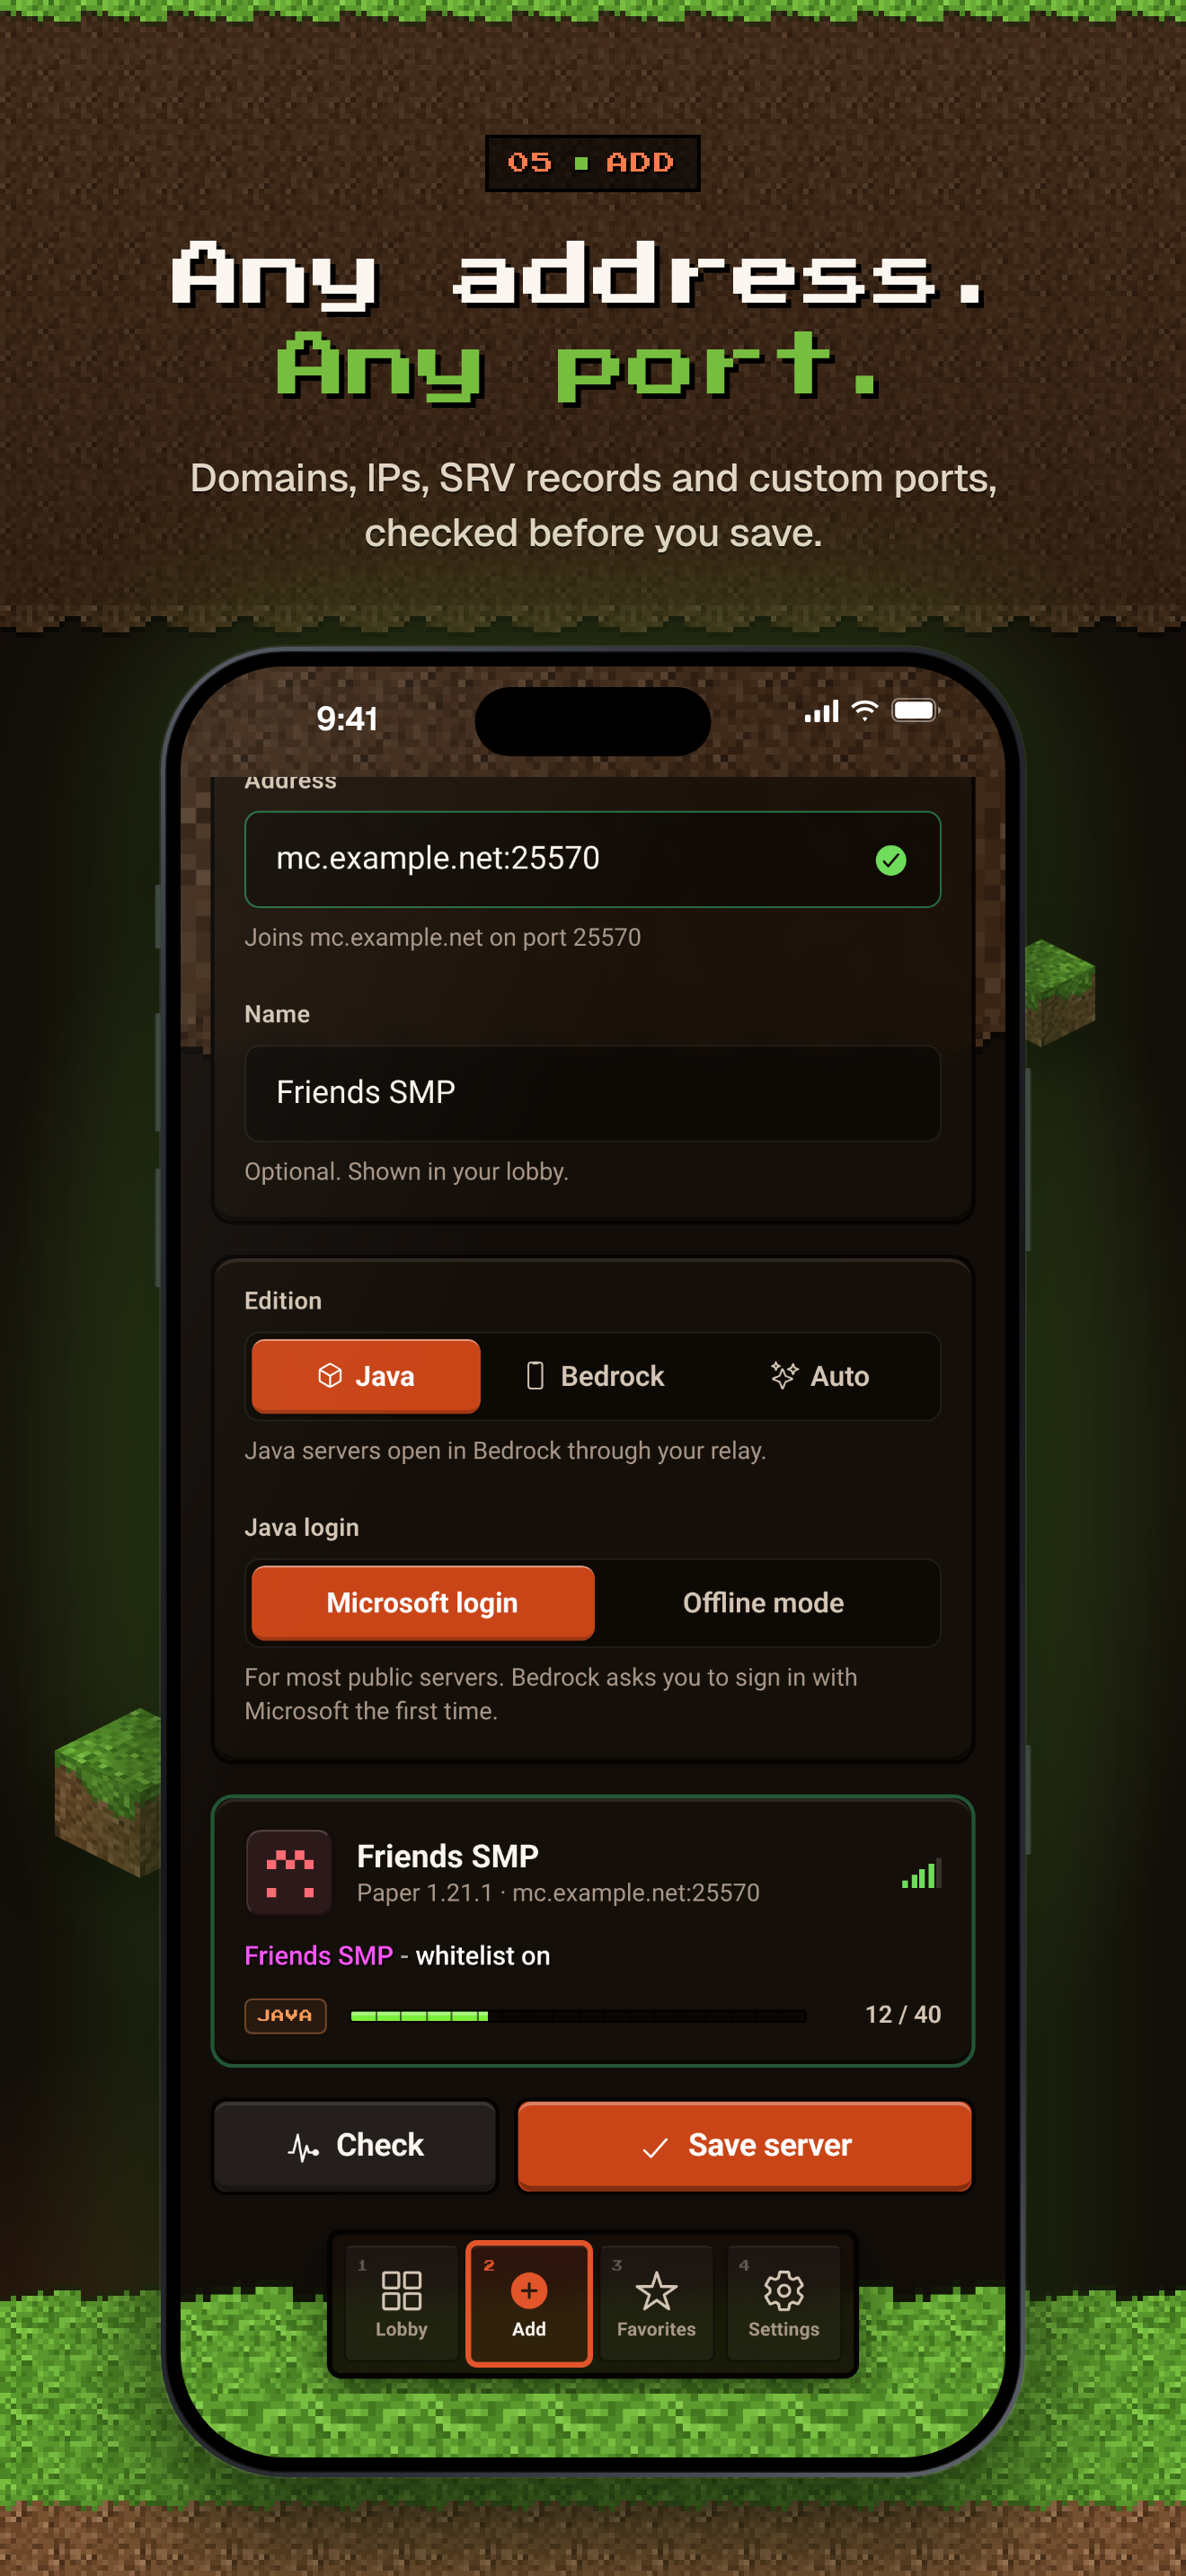 05 ▪ ADD
Any address.
Any port.
Domains, IPs, SRV records and custom ports,
checked before you save.
9:41
Address
mc.example.net:25570
Joins mc.example.net on port 25570
Name
Friends SMP
Optional. Shown in your lobby.
Edition
Java Bedrock Auto
Java servers open in Bedrock through your relay.
Java login
Microsoft login Offline mode
For most public servers. Bedrock asks you to sign in with
Microsoft the first time.
Friends SMP
Paper 1.21.1 · mc.example.net:25570
Friends SMP - whitelist on
JAVA 12 / 40
Check Save server
1 2 3 4
Lobby Add Favorites Settings